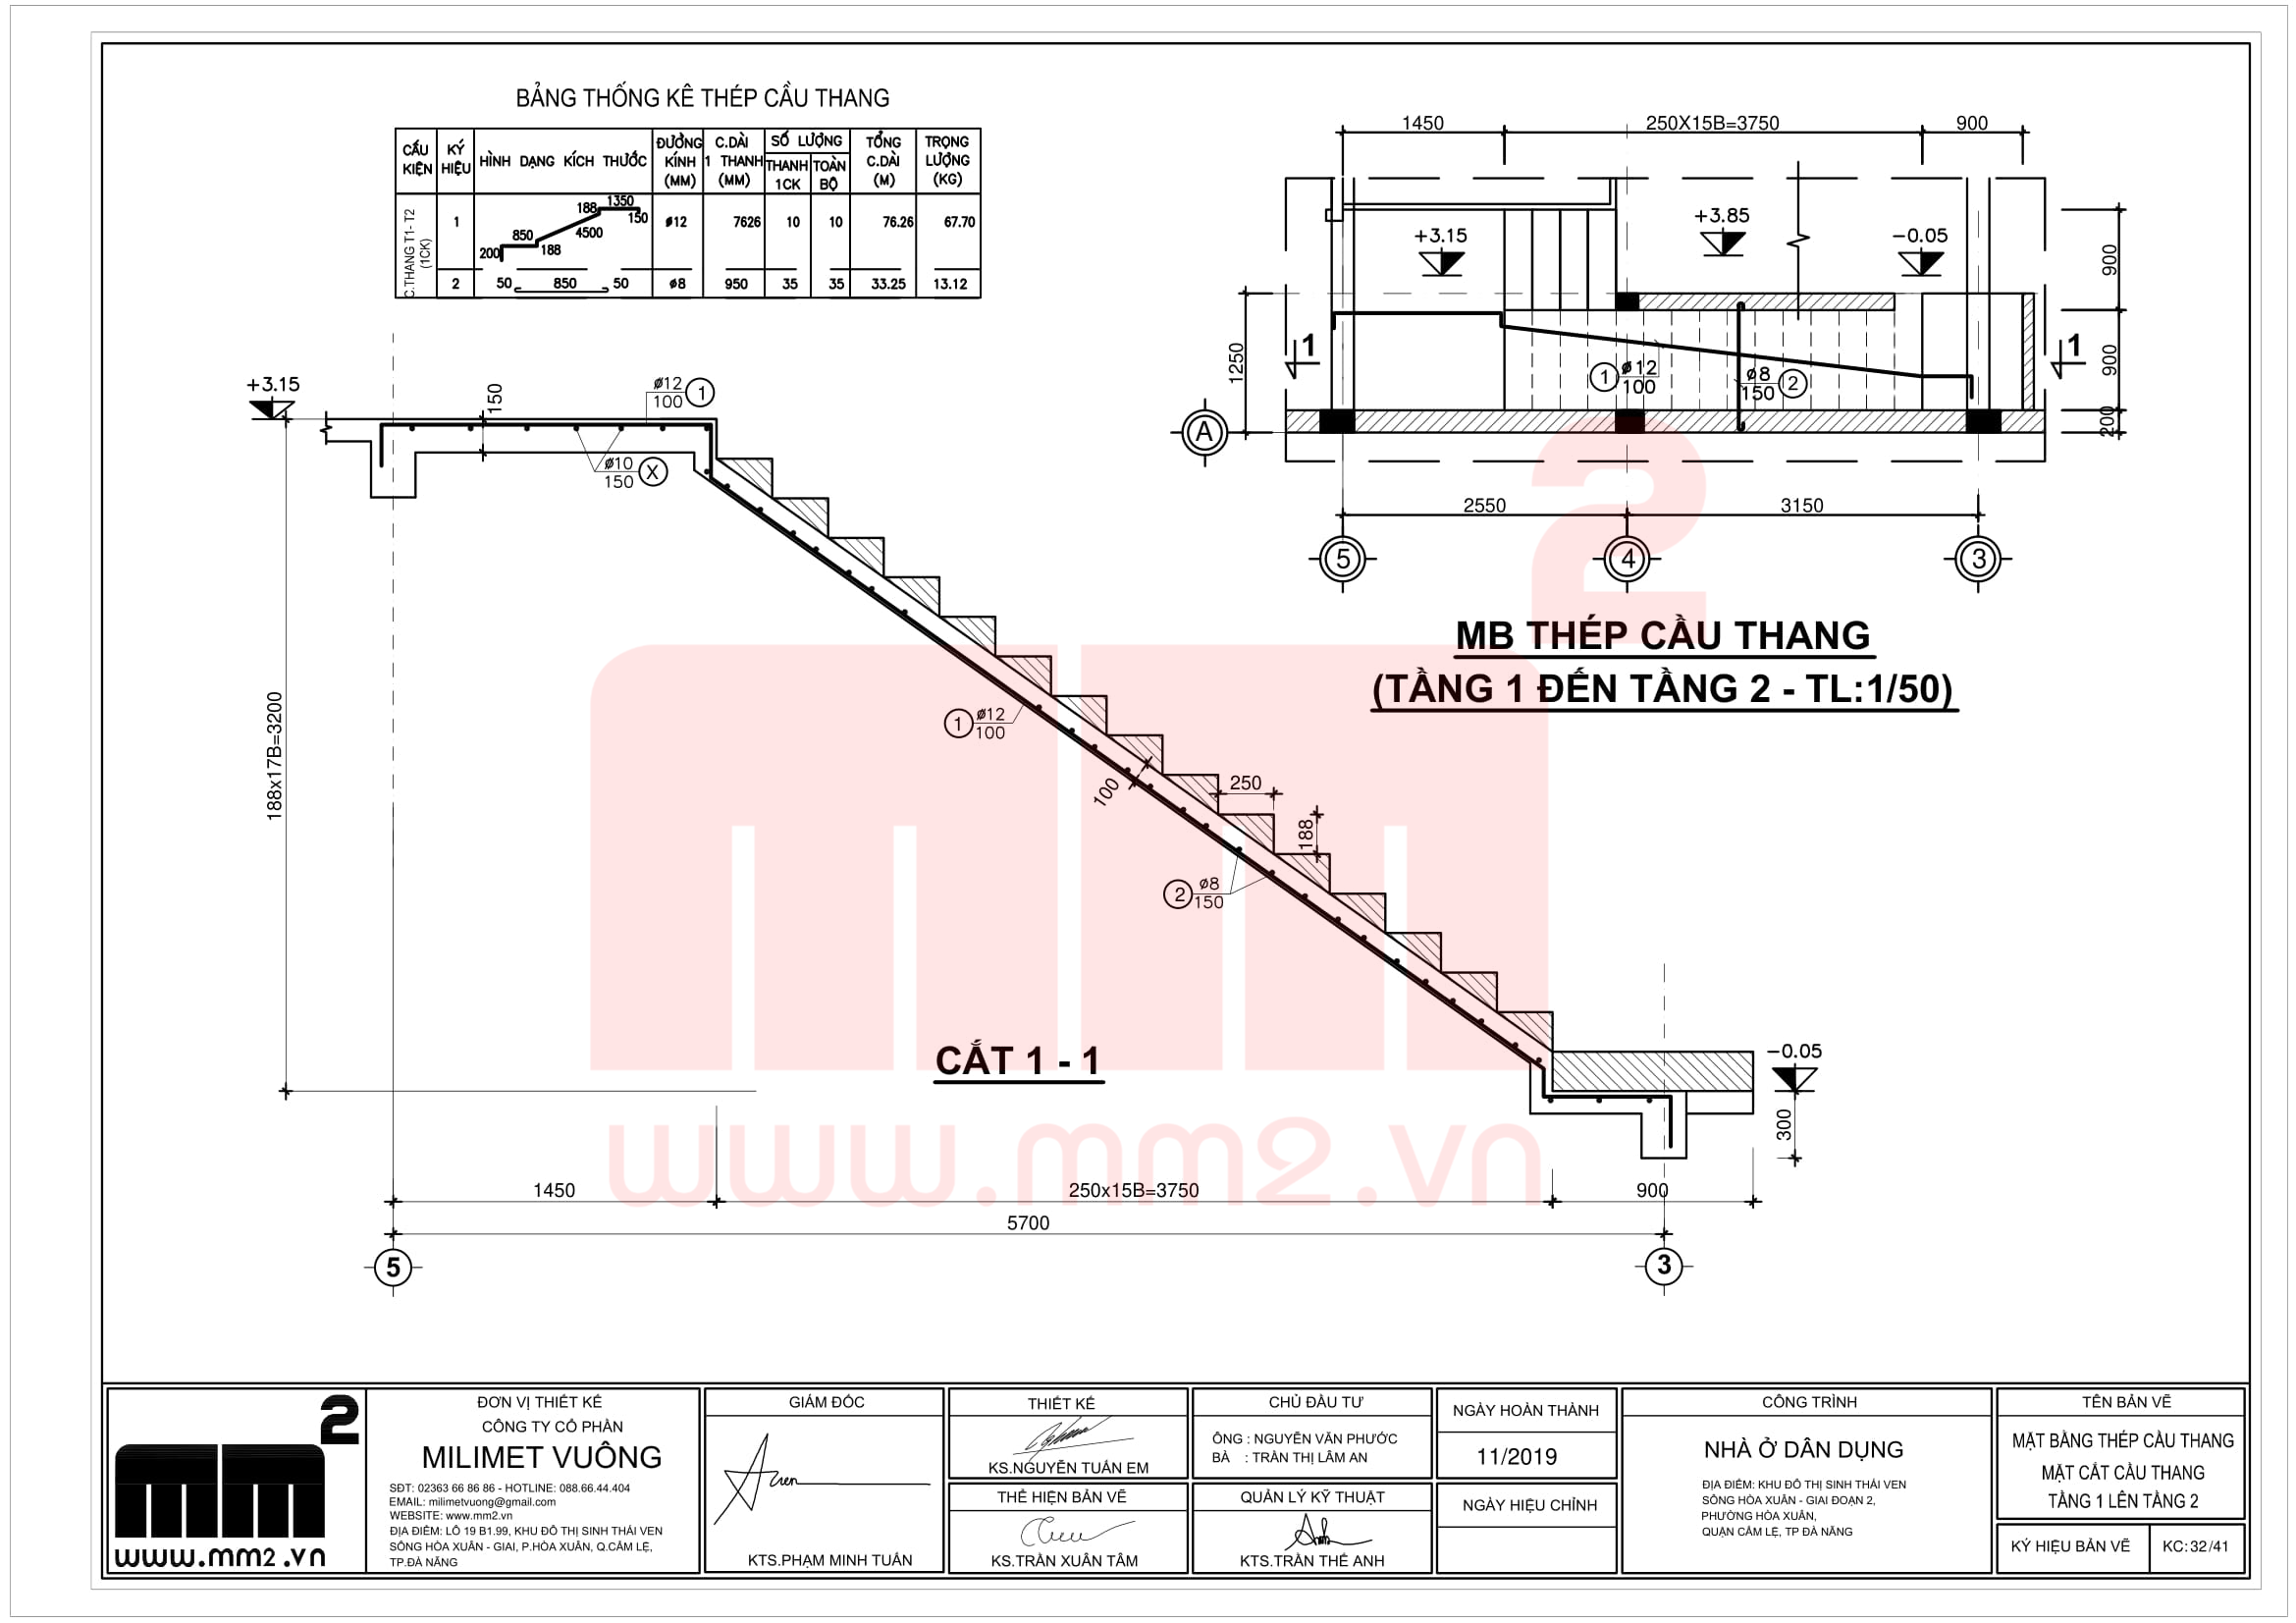 BẢNG THỐNG KÊ THÉP CẦU THANG
CẤU KIỆN
KÝ HIỆU
HÌNH DẠNG KÍCH THƯỚC
ĐƯỜNG KÍNH (MM)
C.DÀI 1 THANH (MM)
SỐ LƯỢNG
THANH 1CK
TOÀN BỘ
TỔNG C.DÀI (M)
TRỌNG LƯỢNG (KG)
C.THANG T1- T2 (1CK)
1
200 850 188 4500 188 1350 150
ø12 7626 10 10 76.26 67.70
2
50 850 50
ø8 950 35 35 33.25 13.12
1450 250X15B=3750 900
+3.15 +3.85 -0.05
900
900
200
1250
1 1
1 ø12 100
ø8 150 2
A
2550 3150
5 4 3
MB THÉP CẦU THANG
(TẦNG 1 ĐẾN TẦNG 2 - TL:1/50)
+3.15
150
ø12 100 1
ø10 150 X
188x17B=3200
1 ø12 100
100
250
188
2 ø8 150
CẮT 1 - 1
-0.05
300
1450 250x15B=3750 900
5700
5 3
mm2
www.mm2.vn
mm2
www.mm2.vn
ĐƠN VỊ THIẾT KẾ
CÔNG TY CỔ PHẦN
MILIMET VUÔNG
SĐT: 02363 66 86 86 - HOTLINE: 088.66.44.404
EMAIL: milimetvuong@gmail.com
WEBSITE: www.mm2.vn
ĐỊA ĐIỂM: LÔ 19 B1.99, KHU ĐÔ THỊ SINH THÁI VEN
SÔNG HÒA XUÂN - GIAI, P.HÒA XUÂN, Q.CẨM LỆ,
TP.ĐÀ NẴNG
GIÁM ĐỐC
KTS.PHẠM MINH TUẤN
THIẾT KẾ
KS.NGUYỄN TUẤN EM
THỂ HIỆN BẢN VẼ
KS.TRẦN XUÂN TÂM
CHỦ ĐẦU TƯ
ÔNG : NGUYỄN VĂN PHƯỚC
BÀ : TRẦN THỊ LÂM AN
QUẢN LÝ KỸ THUẬT
KTS.TRẦN THẾ ANH
NGÀY HOÀN THÀNH
11/2019
NGÀY HIỆU CHỈNH
CÔNG TRÌNH
NHÀ Ở DÂN DỤNG
ĐỊA ĐIỂM: KHU ĐÔ THỊ SINH THÁI VEN
SÔNG HÒA XUÂN - GIAI ĐOẠN 2,
PHƯỜNG HÒA XUÂN,
QUẬN CẨM LỆ, TP ĐÀ NẴNG
TÊN BẢN VẼ
MẶT BẰNG THÉP CẦU THANG
MẶT CẮT CẦU THANG
TẦNG 1 LÊN TẦNG 2
KÝ HIỆU BẢN VẼ
KC: 32/41